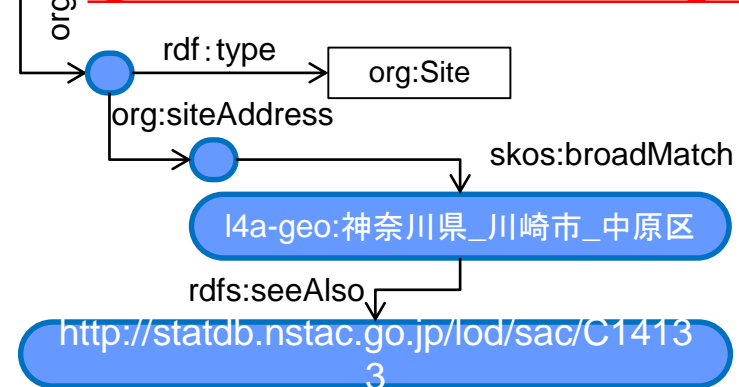 org
rdf:type
org:Site
org:siteAddress
skos:broadMatch
l4a-geo:神奈川県_川崎市_中原区
rdfs:seeAlso
http://statdb.nstac.go.jp/lod/sac/C1413
3